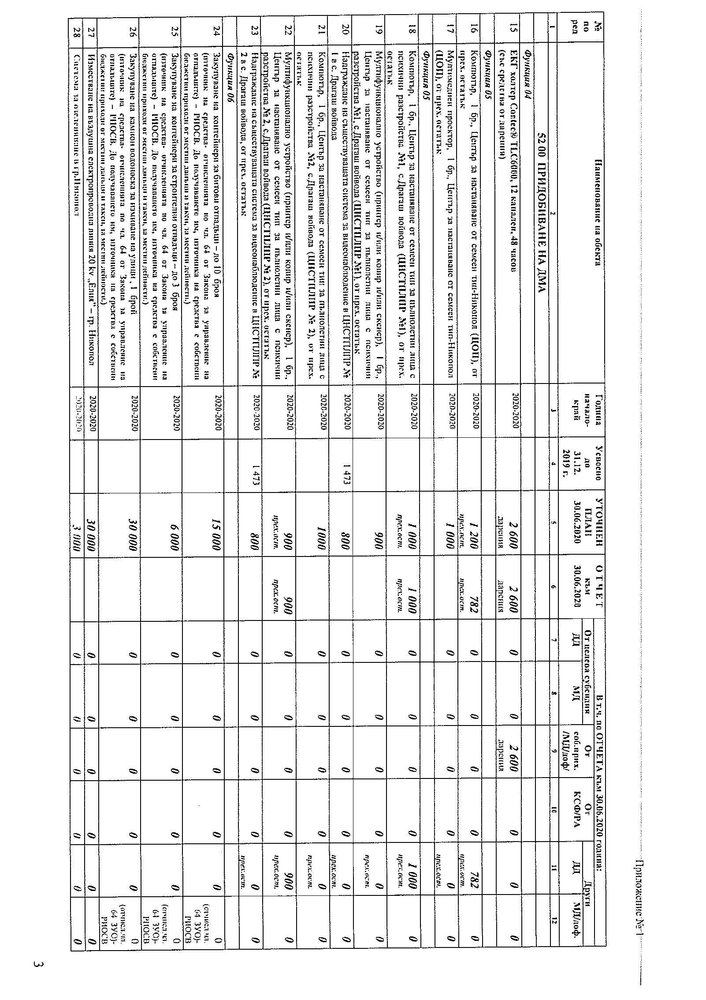 Приложение № 1
№ по ред
Наименование на обекта
Година начало-край
Усвоено до 31.12. 2019 г.
УТОЧНЕН ПЛАН 30.06.2020
О Т Ч Е Т към 30.06.2020
В т.ч. по ОТЧЕТА към 30.06.2020 година:
От целева субсидия
От соб.прих. /МД/доф/
От КСФ/РА
Други
ДД МД ДД МД/доф.
1 2 3 4 5 6 7 8 9 10 11 12
52 00 ПРИДОБИВАНЕ НА ДМА
Функция 04
15 ЕКГ холтер Contec® TLC6000, 12 канален, 48 часов 2020-2020 2 600 2 600 0 0 2 600 0 0 0
(със средства от дарения) дарения дарения дарения
Функция 05
16 Компютър, 1 бр., Център за настаняване от семеен тип-Никопол (ЦОП), от 2020-2020 1 200 782 0 0 0 0 782 0
прех. остатък прех.ост. прех.ост. прех.ост.
17 Мултимедиен проектор, 1 бр., Център за настаняване от семеен тип-Никопол 2020-2020 1 000 0 0 0 0 0 0
(ЦОП), от прех. остатък прех.ост.
Функция 05
18 Компютър, 1 бр., Център за настаняване от семеен тип за пълнолетни лица с 2020-2020 1 000 1 000 0 0 0 0 1 000 0
психични разстройства №1, с.Драгаш войвода (ЦНСТПЛПР №1), от прех. прех.ост. прех.ост. прех.ост.
остатък
19 Мултифункционално устройство (принтер и/или копир и/или скенер), 1 бр., 2020-2020 900 0 0 0 0 0 0
Център за настаняване от семеен тип за пълнолетни лица с психични прех.ост.
разстройства №1, с.Драгаш войвода (ЦНСТПЛПР №1), от прех. остатък
20 Надграждане на съществуващата система за видеонаблюдение в ЦНСТПЛПР № 2020-2020 1 473 800 0 0 0 0 0 0
1 в с. Драгаш войвода прех.ост.
21 Компютър, 1 бр., Център за настаняване от семеен тип за пълнолетни лица с 2020-2020 1000 0 0 0 0 0 0
психични разстройства №2, с.Драгаш войвода (ЦНСТПЛПР № 2), от прех. прех.ост.
остатък
22 Мултифункционално устройство (принтер и/или копир и/или скенер), 1 бр., 2020-2020 900 900 0 0 0 0 900 0
Център за настаняване от семеен тип за пълнолетни лица с психични прех.ост. прех.ост. прех.ост.
разстройства № 2, с.Драгаш войвода (ЦНСТПЛПР № 2), от прех. остатък
23 Надграждане на съществуващата система за видеонаблюдение в ЦНСТПЛПР № 2020-2020 1 473 800 0 0 0 0 0 0
2 в с. Драгаш войвода, от прех. остатък прех.ост.
Функция 06
24 Закупуване на контейнери за битови отпадъци – до 10 броя 2020-2020 15 000 0 0 0 0 0 0
(източник на средства- отчисленията по чл. 64 от Закона за управление на (отчисл.чл.
отпадъците) – РИОСВ. До получаването им, източника на средства е собствени 64 ЗУО)-
бюджетни приходи от местни данъци и такси, за местни дейности.) РИОСВ
25 Закупуване на контейнери за строителни отпадъци – до 3 броя 2020-2020 6 000 0 0 0 0 0 0
(източник на средства- отчисленията по чл. 64 от Закона за управление на (отчисл.чл.
отпадъците) – РИОСВ. До получаването им, източника на средства е собствени 64 ЗУО)-
бюджетни приходи от местни данъци и такси, за местни дейности.) РИОСВ
26 Закупуване на камион водоноска за измиване на улици , 1 брой 2020-2020 30 000 0 0 0 0 0 0
(източник на средства- отчисленията по чл. 64 от Закона за управление на (отчисл.чл.
отпадъците) – РИОСВ. До получаването им, източника на средства е собствени 64 ЗУО)-
бюджетни приходи от местни данъци и такси, за местни дейности.) РИОСВ
27 Изместване на въздушна електропроводна линия 20 kv „Елия" – гр. Никопол 2020-2020 30 000 0 0 0 0 0 0
28 Система за озеленяване в гр.Никопол 2020-2020 3 000 0 0 0 0 0 0
3